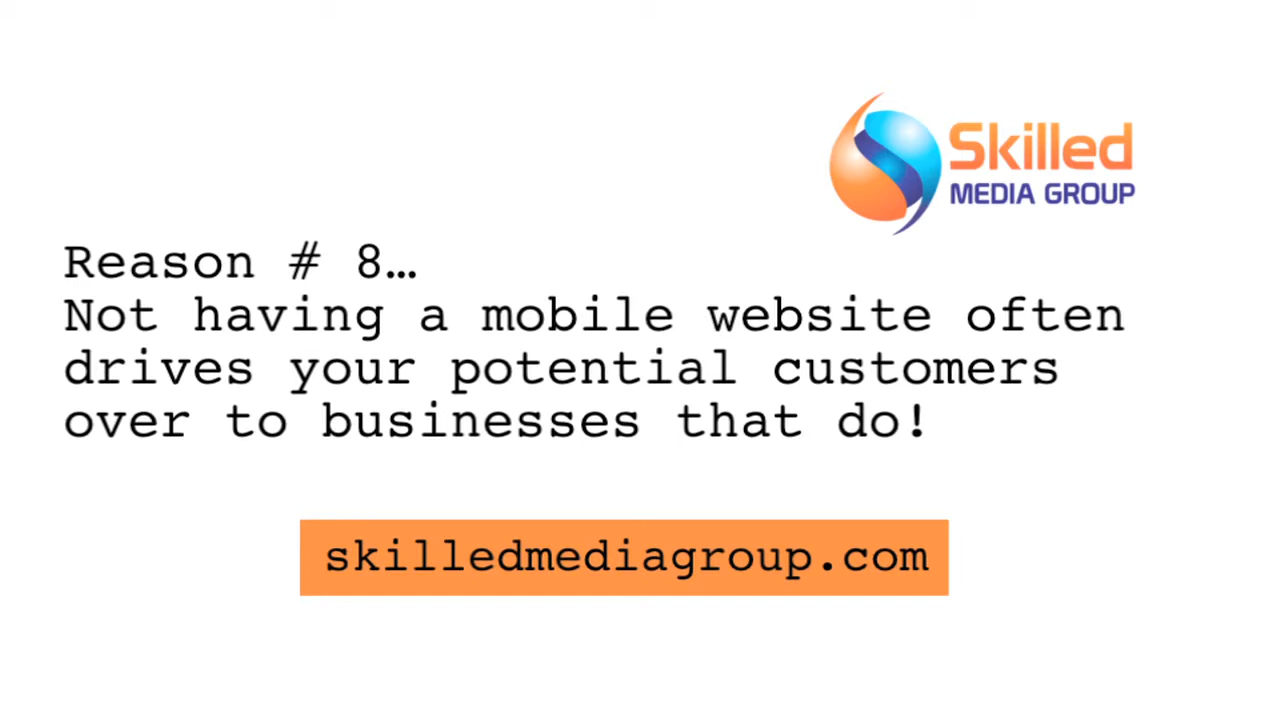 Skilled
MEDIA GROUP
Reason # 8…
Not having a mobile website often
drives your potential customers
over to businesses that do!
skilledmediagroup.com